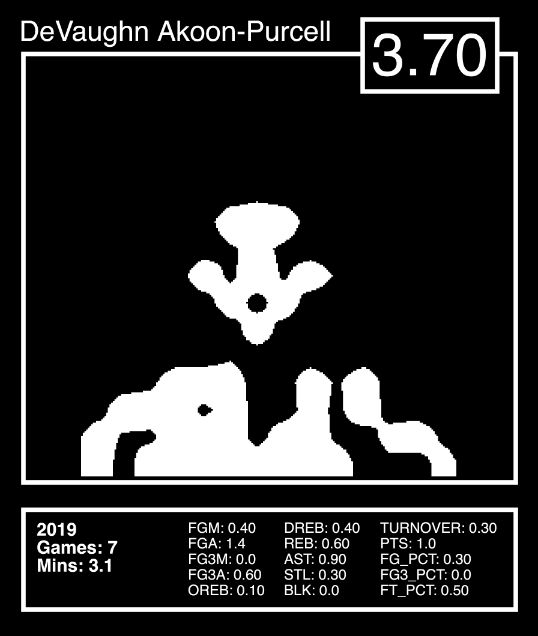 DeVaughn Akoon-Purcell
3.70
2019
Games: 7
Mins: 3.1
FGM: 0.40
FGA: 1.4
FG3M: 0.0
FG3A: 0.60
OREB: 0.10
DREB: 0.40
REB: 0.60
AST: 0.90
STL: 0.30
BLK: 0.0
TURNOVER: 0.30
PTS: 1.0
FG_PCT: 0.30
FG3_PCT: 0.0
FT_PCT: 0.50